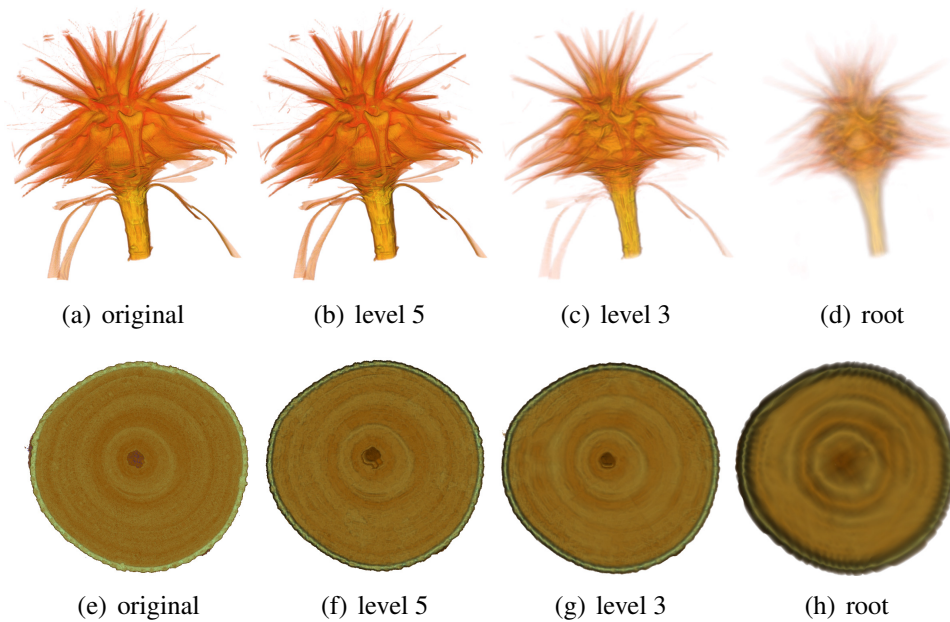 (a) original (b) level 5 (c) level 3 (d) root
(e) original (f) level 5 (g) level 3 (h) root